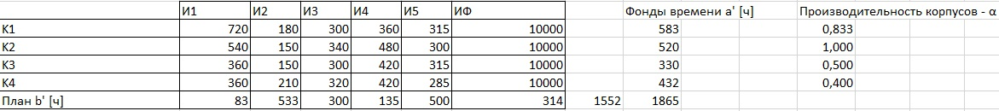 И1 И2 И3 И4 И5 ИФ Фонды времени a' [ч] Производительность корпусов - α
К1 720 180 300 360 315 10000 583 0,833
К2 540 150 340 480 300 10000 520 1,000
К3 360 150 300 420 315 10000 330 0,500
К4 360 210 320 420 285 10000 432 0,400
План b' [ч] 83 533 300 135 500 314 1552 1865